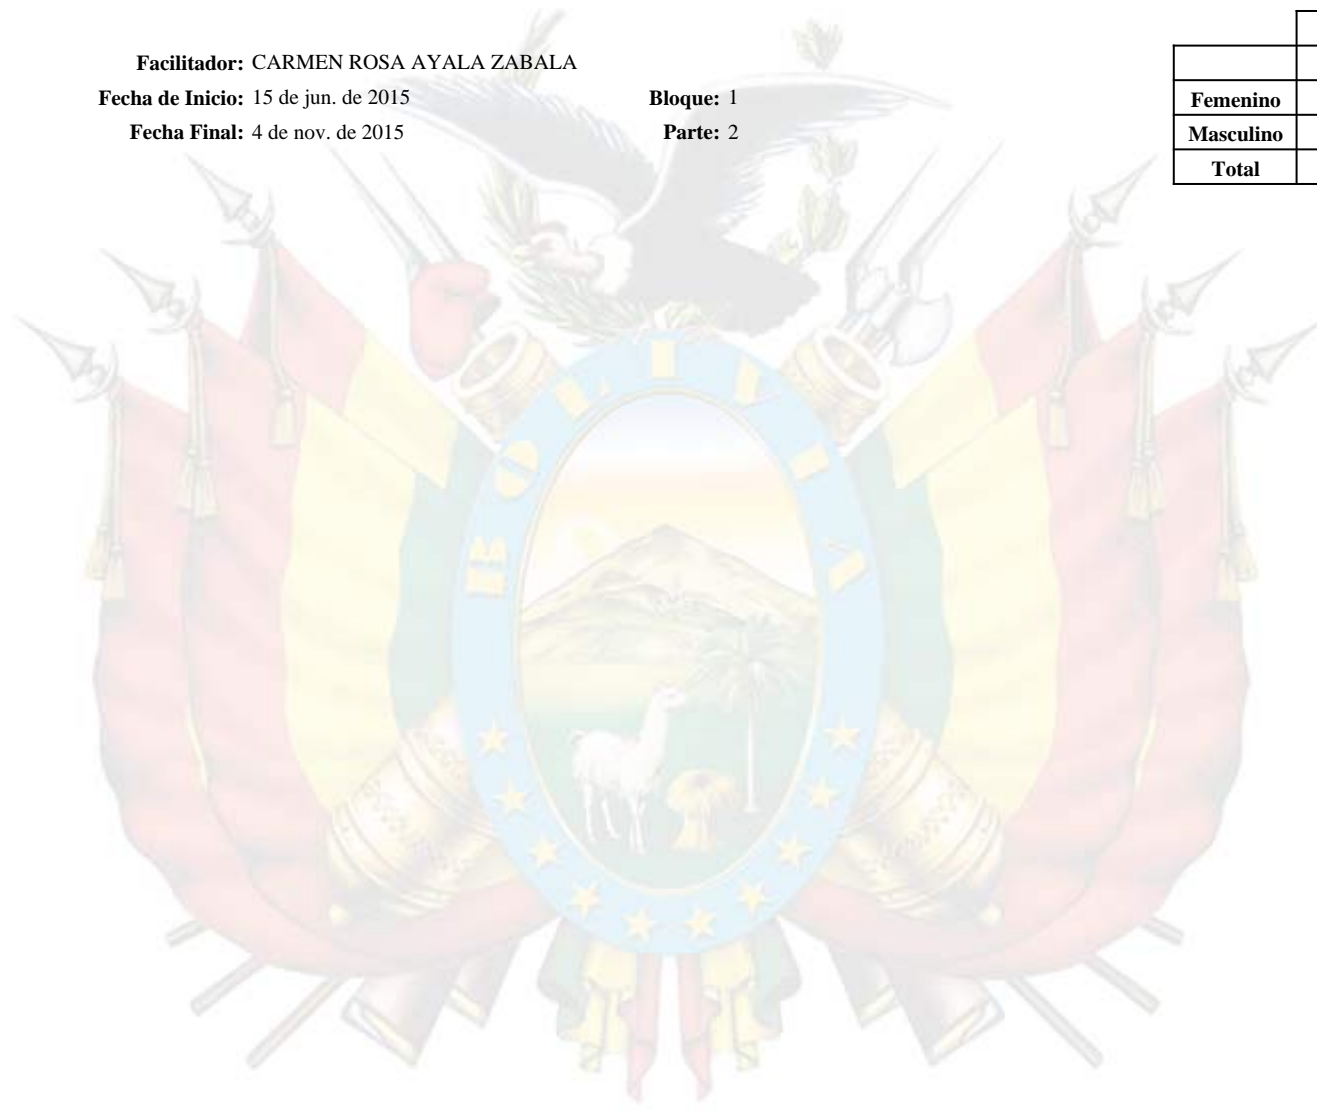 Facilitador: CARMEN ROSA AYALA ZABALA
Fecha de Inicio: 15 de jun. de 2015 Bloque: 1
Fecha Final: 4 de nov. de 2015 Parte: 2
Femenino
Masculino
Total
BOLIVIA